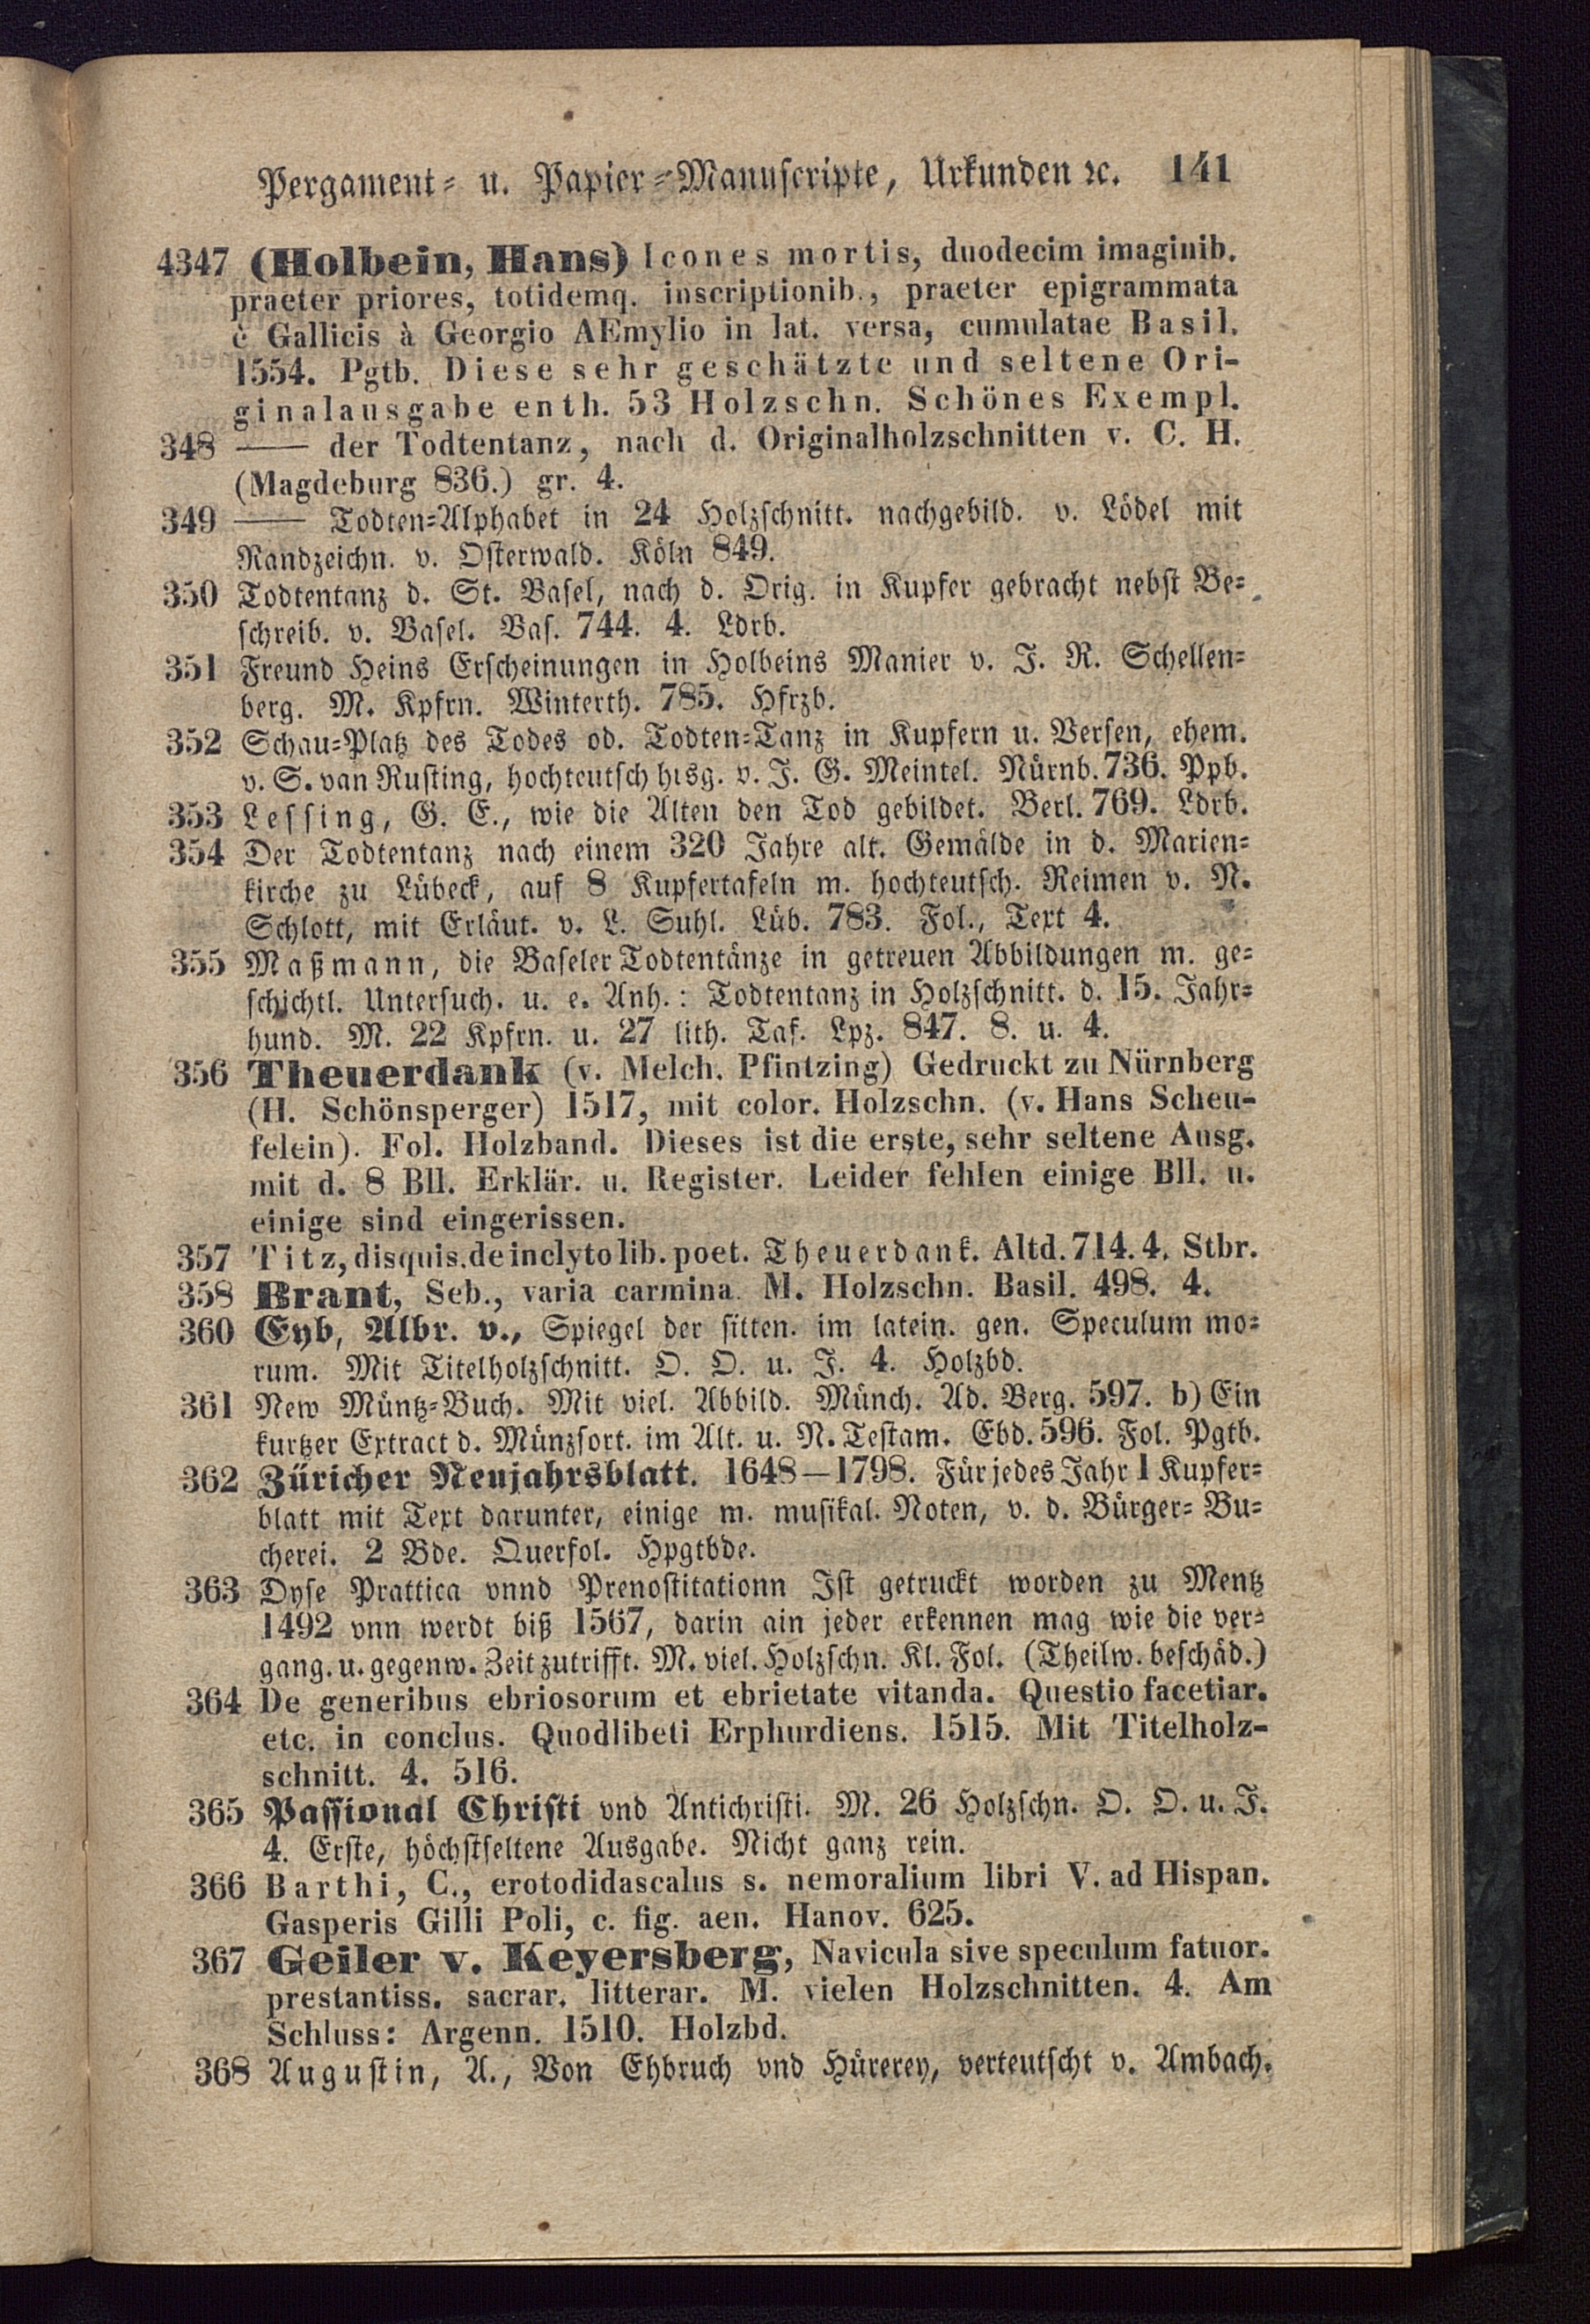 Pergament- u. Papier-Manuscripte, Urkunden ꝛc. 141
4347 (Holbein, Hans) Icones mortis, duodecim imaginib.
praeter priores, totidemq. inscriptionib., praeter epigrammata
è Gallicis à Georgio AEmylio in lat. versa, cumulatae Basil.
1554. Pgtb. Diese sehr geschätzte und seltene Ori-
ginalausgabe enth. 53 Holzschn. Schönes Exempl.
348 —— der Todtentanz, nach d. Originalholzschnitten v. C. H.
(Magdeburg 836.) gr. 4.
349 —— Todten-Alphabet in 24 Holzschnitt. nachgebild. v. Lödel mit
Randzeichn. v. Osterwald. Köln 849.
350 Todtentanz d. St. Basel, nach d. Orig. in Kupfer gebracht nebst Be-
schreib. v. Basel. Bas. 744. 4. Ldrb.
351 Freund Heins Erscheinungen in Holbeins Manier v. J. R. Schellen-
berg. M. Kpfrn. Winterth. 785. Hfrzb.
352 Schau-Platz des Todes od. Todten-Tanz in Kupfern u. Versen, ehem.
v. S. van Rusting, hochteutsch hrsg. v. J. G. Meintel. Nürnb. 736. Ppb.
353 Lessing, G. E., wie die Alten den Tod gebildet. Berl. 769. Ldrb.
354 Der Todtentanz nach einem 320 Jahre alt. Gemälde in d. Marien-
kirche zu Lübeck, auf 8 Kupfertafeln m. hochteutsch. Reimen v. N.
Schlott, mit Erläut. v. L. Suhl. Lüb. 783. Fol., Text 4.
355 Maßmann, die Baseler Todtentänze in getreuen Abbildungen m. ge-
schichtl. Untersuch. u. e. Anh.: Todtentanz in Holzschnitt. d. 15. Jahr-
hund. M. 22 Kpfrn. u. 27 lith. Taf. Lpz. 847. 8. u. 4.
356 Theuerdank (v. Melch. Pfintzing) Gedruckt zu Nürnberg
(H. Schönsperger) 1517, mit color. Holzschn. (v. Hans Scheu-
felein). Fol. Holzband. Dieses ist die erste, sehr seltene Ausg.
mit d. 8 Bll. Erklär. u. Register. Leider fehlen einige Bll. u.
einige sind eingerissen.
357 Titz, disquis. de inclyto lib. poet. Theuerdank. Altd. 714. 4. Stbr.
358 Brant, Seb., varia carmina. M. Holzschn. Basil. 498. 4.
360 Eyb, Albr. v., Spiegel der sitten. im latein. gen. Speculum mo-
rum. Mit Titelholzschnitt. O. O. u. J. 4. Holzbd.
361 New Müntz-Buch. Mit viel. Abbild. Münch. Ad. Berg. 597. b) Ein
kurtzer Extract d. Münzsort. im Alt. u. N. Testam. Ebd. 596. Fol. Pgtb.
362 Züricher Neujahrsblatt. 1648—1798. Für jedes Jahr 1 Kupfer-
blatt mit Text darunter, einige m. musikal. Noten, v. d. Bürger- Bu-
cherei. 2 Bde. Querfol. Hpgtbde.
363 Dyse Prattica vnnd Prenostitationn Ist getruckt worden zu Mentz
1492 vnn werdt biß 1567, darin ain jeder erkennen mag wie die ver-
gang. u. gegenw. Zeit zutrifft. M. viel. Holzschn. Kl. Fol. (Theilw. beschäd.)
364 De generibus ebriosorum et ebrietate vitanda. Questio facetiar.
etc. in conclus. Quodlibeti Erphurdiens. 1515. Mit Titelholz-
schnitt. 4. 516.
365 Passional Christi vnd Antichristi. M. 26 Holzschn. O. O. u. J.
4. Erste, höchstseltene Ausgabe. Nicht ganz rein.
366 Barthi, C., erotodidascalus s. nemoralium libri V. ad Hispan.
Gasperis Gilli Poli, c. fig. aen. Hanov. 625.
367 Geiler v. Keyersberg, Navicula sive speculum fatuor.
prestantiss. sacrar. litterar. M. vielen Holzschnitten. 4. Am
Schluss: Argenn. 1510. Holzbd.
368 Augustin, A., Von Ehbruch vnd Hürerey, verteutscht v. Ambach.